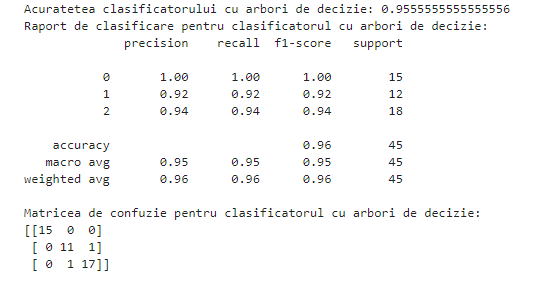 Acuratetea clasificatorului cu arbori de decizie: 0.9555555555555556
Raport de clasificare pentru clasificatorul cu arbori de decizie:
              precision    recall  f1-score   support

           0       1.00      1.00      1.00        15
           1       0.92      0.92      0.92        12
           2       0.94      0.94      0.94        18

    accuracy                           0.96        45
   macro avg       0.95      0.95      0.95        45
weighted avg       0.96      0.96      0.96        45

Matricea de confuzie pentru clasificatorul cu arbori de decizie:
[[15  0  0]
 [ 0 11  1]
 [ 0  1 17]]